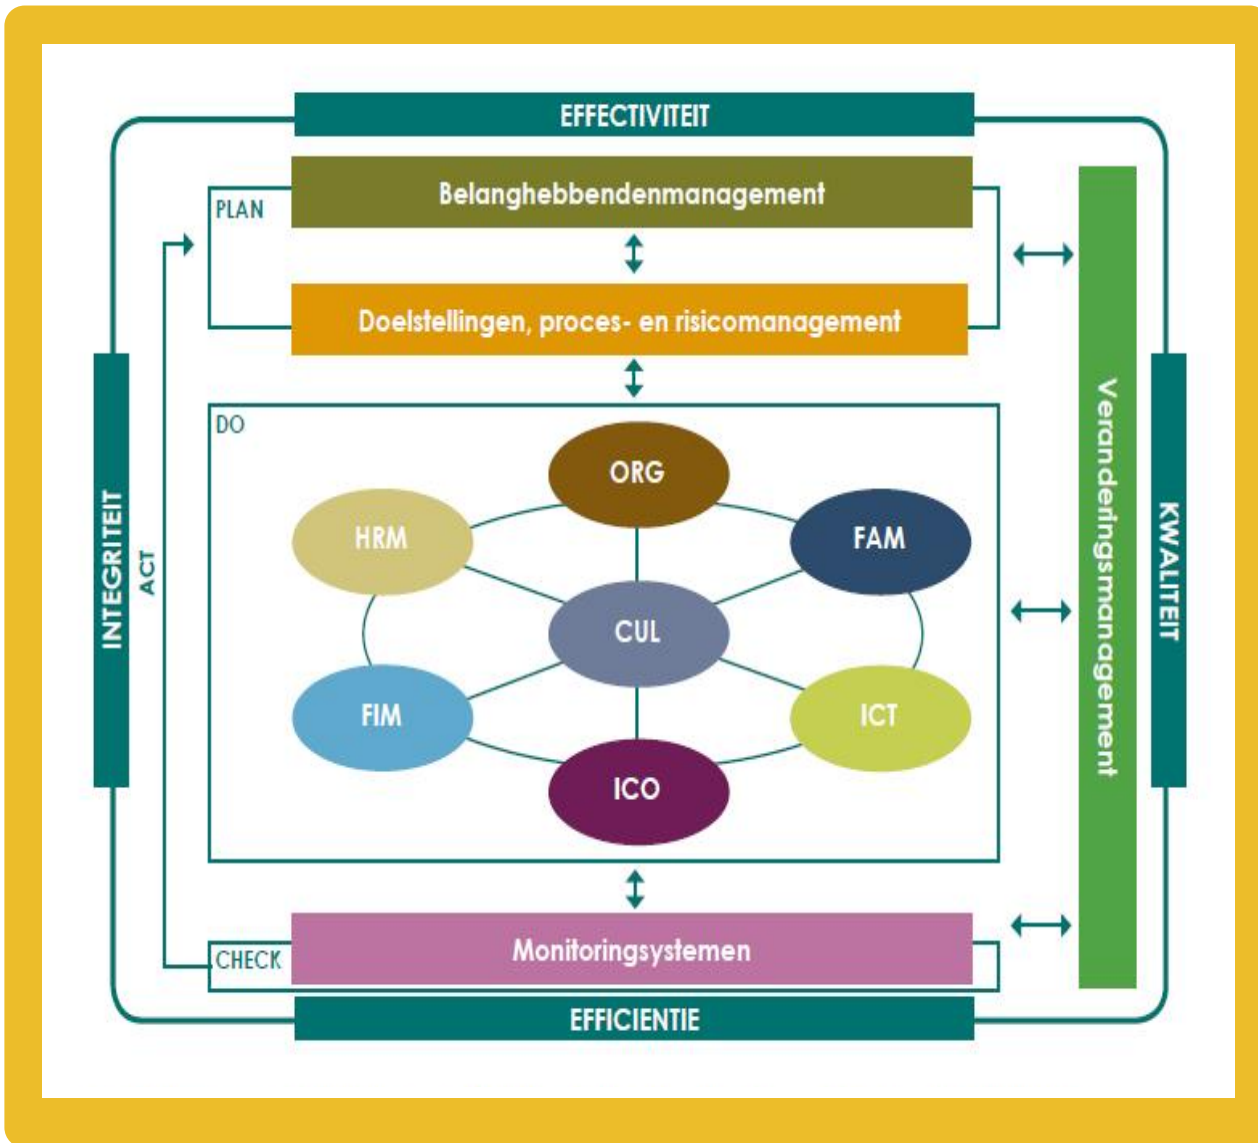 EFFECTIVITEIT
Belanghebbendenmanagement
PLAN
Doelstellingen, proces- en risicomanagement
DO
ORG
HRM
FAM
CUL
FIM
ICT
ICO
CHECK
Monitoringsystemen
EFFICIENTIE
INTEGRITEIT
ACT
Veranderingsmanagement
KWALITEIT